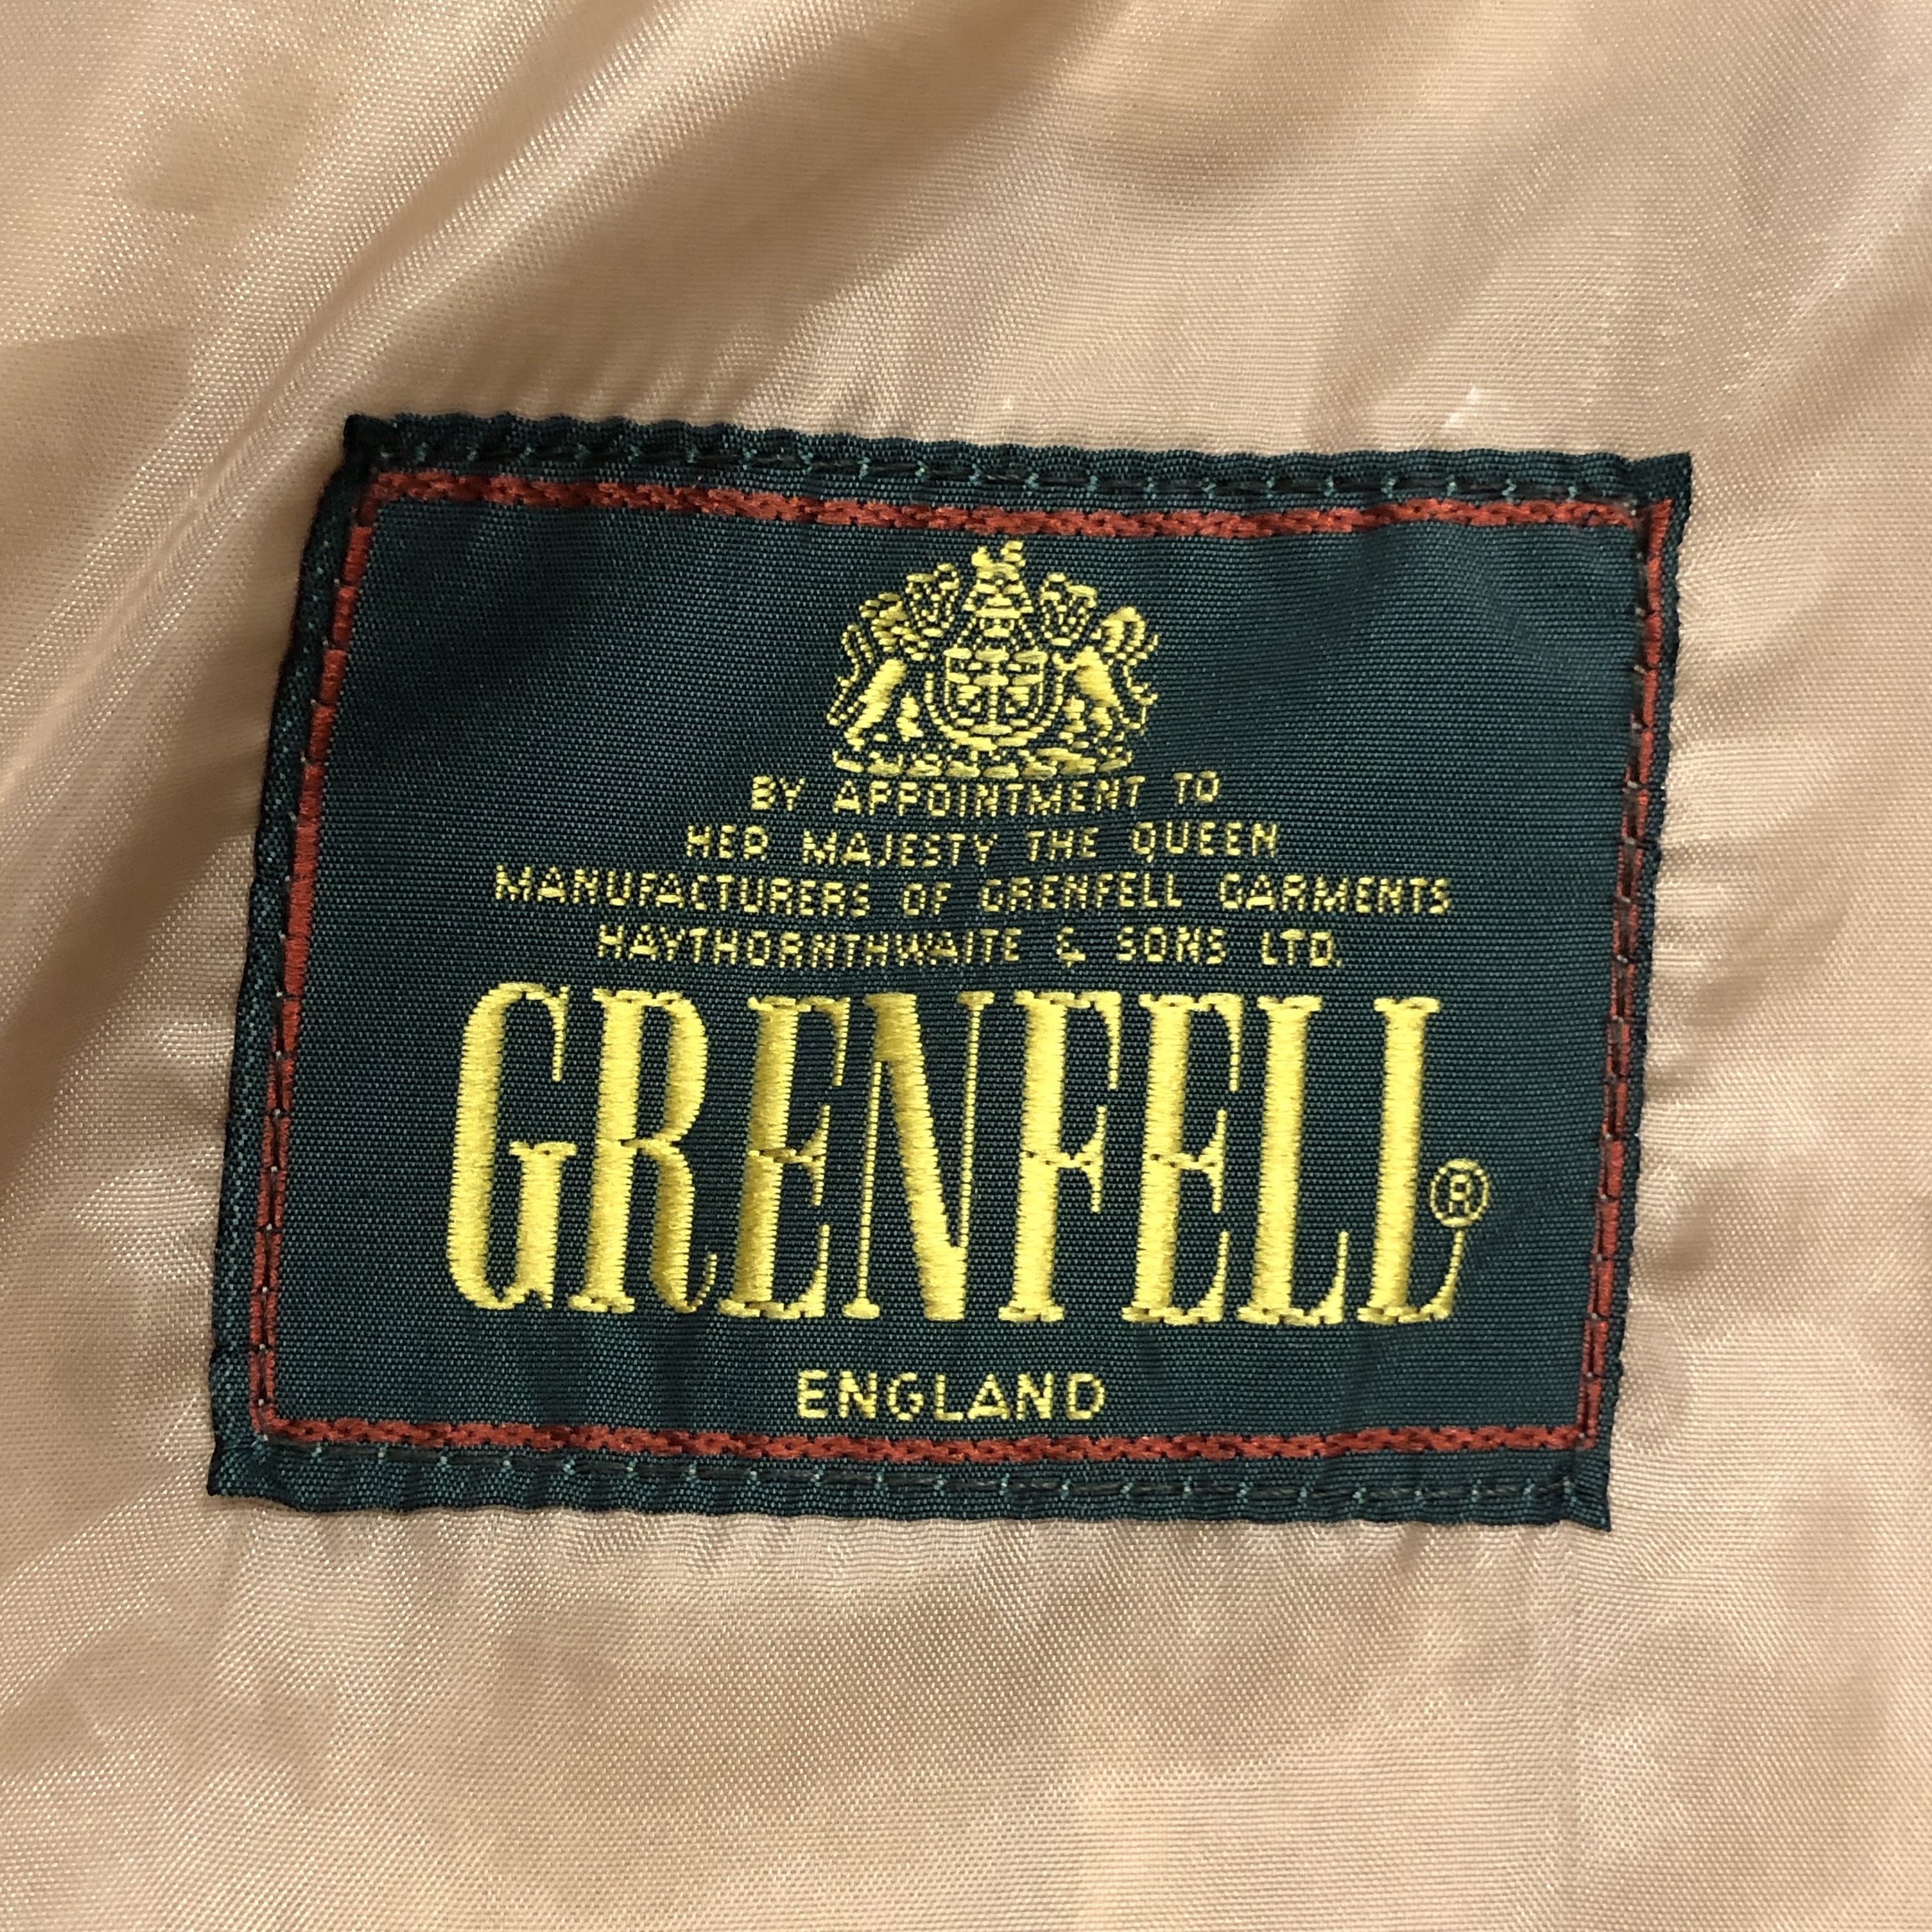 BY APPOINTMENT TO
HER MAJESTY THE QUEEN
MANUFACTURERS OF GRENFELL GARMENTS
HAYTHORNTHWAITE & SONS LTD.
GRENFELL®
ENGLAND